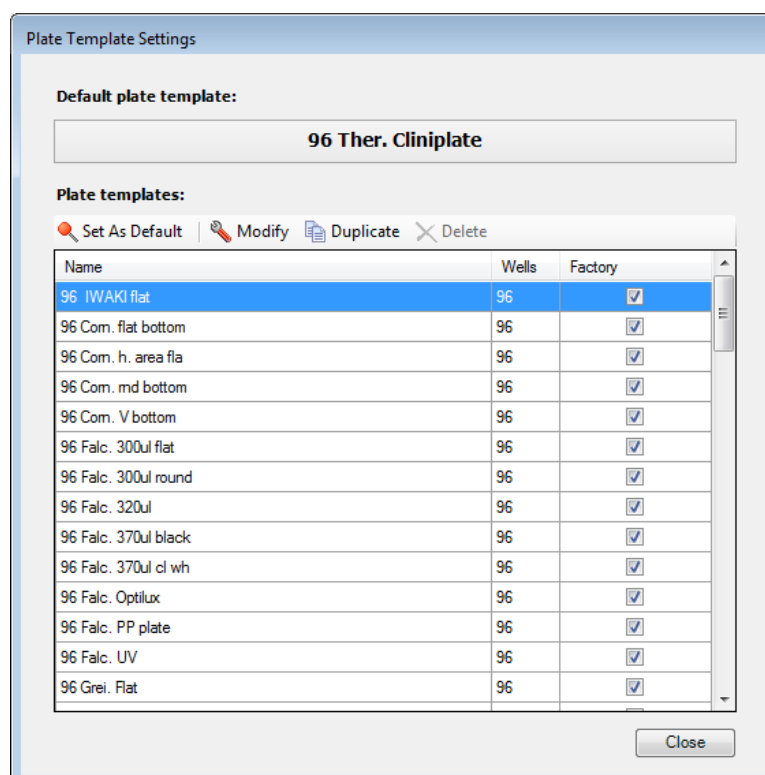 Plate Template Settings
Default plate template:
96 Ther. Cliniplate
Plate templates:
Set As Default Modify Duplicate Delete
Name Wells Factory
96 IWAKI flat 96
96 Corn. flat bottom 96
96 Corn. h. area fla 96
96 Corn. rnd bottom 96
96 Corn. V bottom 96
96 Falc. 300ul flat 96
96 Falc. 300ul round 96
96 Falc. 320ul 96
96 Falc. 370ul black 96
96 Falc. 370ul cl wh 96
96 Falc. Optilux 96
96 Falc. PP plate 96
96 Falc. UV 96
96 Grei. Flat 96
Close